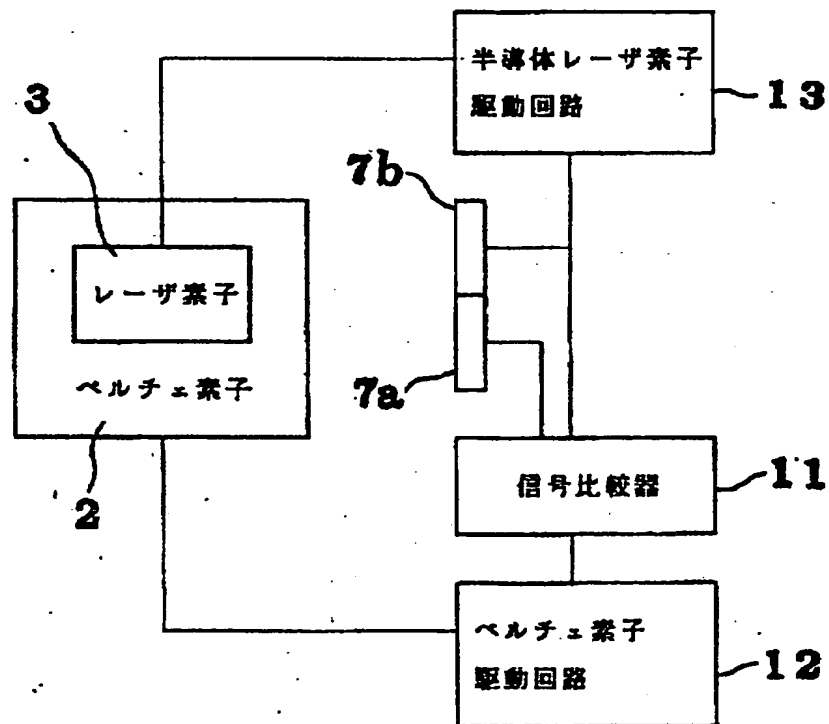 半導体レーザ素子
駆動回路
13
3
7b
レーザ素子
ペルチェ素子
7a
2
信号比較器
11
ペルチェ素子
駆動回路
12